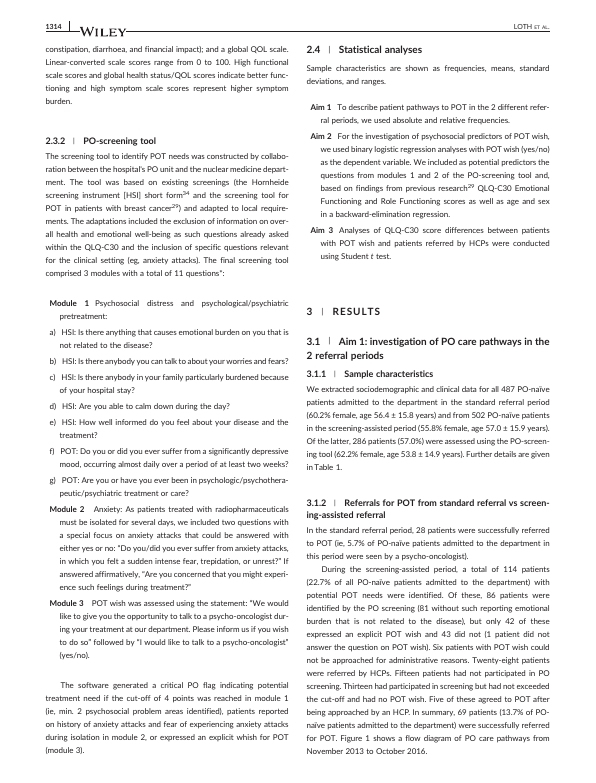 1314
WILEY
LOTH ET AL.
constipation, diarrhoea, and financial impact); and a global QOL scale.
Linear-converted scale scores range from 0 to 100. High functional
scale scores and global health status/QOL scores indicate better func-
tioning and high symptom scale scores represent higher symptom
burden.
2.3.2 | PO-screening tool
The screening tool to identify POT needs was constructed by collabo-
ration between the hospital's PO unit and the nuclear medicine depart-
ment. The tool was based on existing screenings (the Hornheide
screening instrument [HSI] short form34 and the screening tool for
POT in patients with breast cancer29) and adapted to local require-
ments. The adaptations included the exclusion of information on over-
all health and emotional well-being as such questions already asked
within the QLQ-C30 and the inclusion of specific questions relevant
for the clinical setting (eg, anxiety attacks). The final screening tool
comprised 3 modules with a total of 11 questions*:
Module 1 Psychosocial distress and psychological/psychiatric
pretreatment:
a) HSI: Is there anything that causes emotional burden on you that is
not related to the disease?
b) HSI: Is there anybody you can talk to about your worries and fears?
c) HSI: Is there anybody in your family particularly burdened because
of your hospital stay?
d) HSI: Are you able to calm down during the day?
e) HSI: How well informed do you feel about your disease and the
treatment?
f) POT: Do you or did you ever suffer from a significantly depressive
mood, occurring almost daily over a period of at least two weeks?
g) POT: Are you or have you ever been in psychologic/psychothera-
peutic/psychiatric treatment or care?
Module 2 Anxiety: As patients treated with radiopharmaceuticals
must be isolated for several days, we included two questions with
a special focus on anxiety attacks that could be answered with
either yes or no: "Do you/did you ever suffer from anxiety attacks,
in which you felt a sudden intense fear, trepidation, or unrest?" If
answered affirmatively, "Are you concerned that you might experi-
ence such feelings during treatment?"
Module 3 POT wish was assessed using the statement: "We would
like to give you the opportunity to talk to a psycho-oncologist dur-
ing your treatment at our department. Please inform us if you wish
to do so" followed by "I would like to talk to a psycho-oncologist"
(yes/no).
The software generated a critical PO flag indicating potential
treatment need if the cut-off of 4 points was reached in module 1
(ie, min. 2 psychosocial problem areas identified), patients reported
on history of anxiety attacks and fear of experiencing anxiety attacks
during isolation in module 2, or expressed an explicit whish for POT
(module 3).
2.4 | Statistical analyses
Sample characteristics are shown as frequencies, means, standard
deviations, and ranges.
Aim 1 To describe patient pathways to POT in the 2 different refer-
ral periods, we used absolute and relative frequencies.
Aim 2 For the investigation of psychosocial predictors of POT wish,
we used binary logistic regression analyses with POT wish (yes/no)
as the dependent variable. We included as potential predictors the
questions from modules 1 and 2 of the PO-screening tool and,
based on findings from previous research29 QLQ-C30 Emotional
Functioning and Role Functioning scores as well as age and sex
in a backward-elimination regression.
Aim 3 Analyses of QLQ-C30 score differences between patients
with POT wish and patients referred by HCPs were conducted
using Student t test.
3 | RESULTS
3.1 | Aim 1: investigation of PO care pathways in the
2 referral periods
3.1.1 | Sample characteristics
We extracted sociodemographic and clinical data for all 487 PO-naïve
patients admitted to the department in the standard referral period
(60.2% female, age 56.4 ± 15.8 years) and from 502 PO-naïve patients
in the screening-assisted period (55.8% female, age 57.0 ± 15.9 years).
Of the latter, 286 patients (57.0%) were assessed using the PO-screen-
ing tool (62.2% female, age 53.8 ± 14.9 years). Further details are given
in Table 1.
3.1.2 | Referrals for POT from standard referral vs screen-
ing-assisted referral
In the standard referral period, 28 patients were successfully referred
to POT (ie, 5.7% of PO-naïve patients admitted to the department in
this period were seen by a psycho-oncologist).
During the screening-assisted period, a total of 114 patients
(22.7% of all PO-naïve patients admitted to the department) with
potential POT needs were identified. Of these, 86 patients were
identified by the PO screening (81 without such reporting emotional
burden that is not related to the disease), but only 42 of these
expressed an explicit POT wish and 43 did not (1 patient did not
answer the question on POT wish). Six patients with POT wish could
not be approached for administrative reasons. Twenty-eight patients
were referred by HCPs. Fifteen patients had not participated in PO
screening. Thirteen had participated in screening but had not exceeded
the cut-off and had no POT wish. Five of these agreed to POT after
being approached by an HCP. In summary, 69 patients (13.7% of PO-
naïve patients admitted to the department) were successfully referred
for POT. Figure 1 shows a flow diagram of PO care pathways from
November 2013 to October 2016.